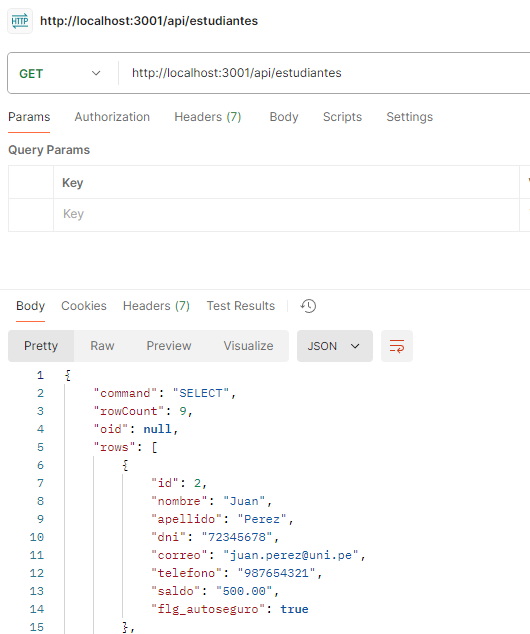 HTTP http://localhost:3001/api/estudiantes
GET http://localhost:3001/api/estudiantes
Params Authorization Headers (7) Body Scripts Settings
Query Params
Key
Key
Body Cookies Headers (7) Test Results
Pretty Raw Preview Visualize JSON
1 {
2 "command": "SELECT",
3 "rowCount": 9,
4 "oid": null,
5 "rows": [
6 {
7 "id": 2,
8 "nombre": "Juan",
9 "apellido": "Perez",
10 "dni": "72345678",
11 "correo": "juan.perez@uni.pe",
12 "telefono": "987654321",
13 "saldo": "500.00",
14 "flg_autoseguro": true
15 },